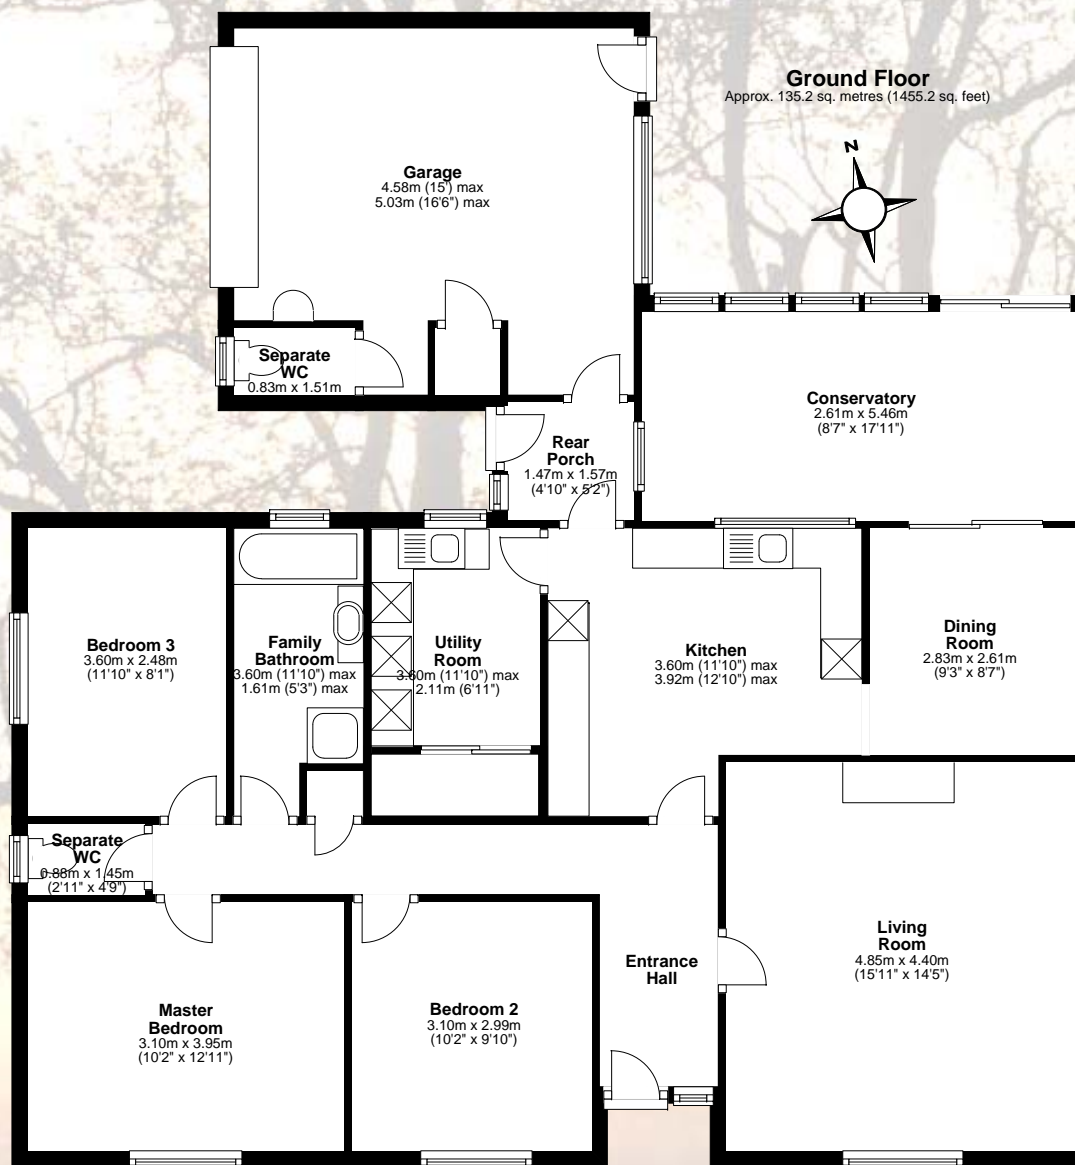 Ground Floor
Approx. 135.2 sq. metres (1455.2 sq. feet)
N
Garage
4.58m (15') max
5.03m (16'6") max
Separate
WC
0.83m x 1.51m
Conservatory
2.61m x 5.46m
(8'7" x 17'11")
Rear
Porch
1.47m x 1.57m
(4'10" x 5'2")
Bedroom 3
3.60m x 2.48m
(11'10" x 8'1")
Family
Bathroom
3.60m (11'10") max
1.61m (5'3") max
Utility
Room
3.60m (11'10") max
2.11m (6'11")
Kitchen
3.60m (11'10") max
3.92m (12'10") max
Dining
Room
2.83m x 2.61m
(9'3" x 8'7")
Separate
WC
0.88m x 1.45m
(2'11" x 4'9")
Living
Room
4.85m x 4.40m
(15'11" x 14'5")
Entrance
Hall
Master
Bedroom
3.10m x 3.95m
(10'2" x 12'11")
Bedroom 2
3.10m x 2.99m
(10'2" x 9'10")